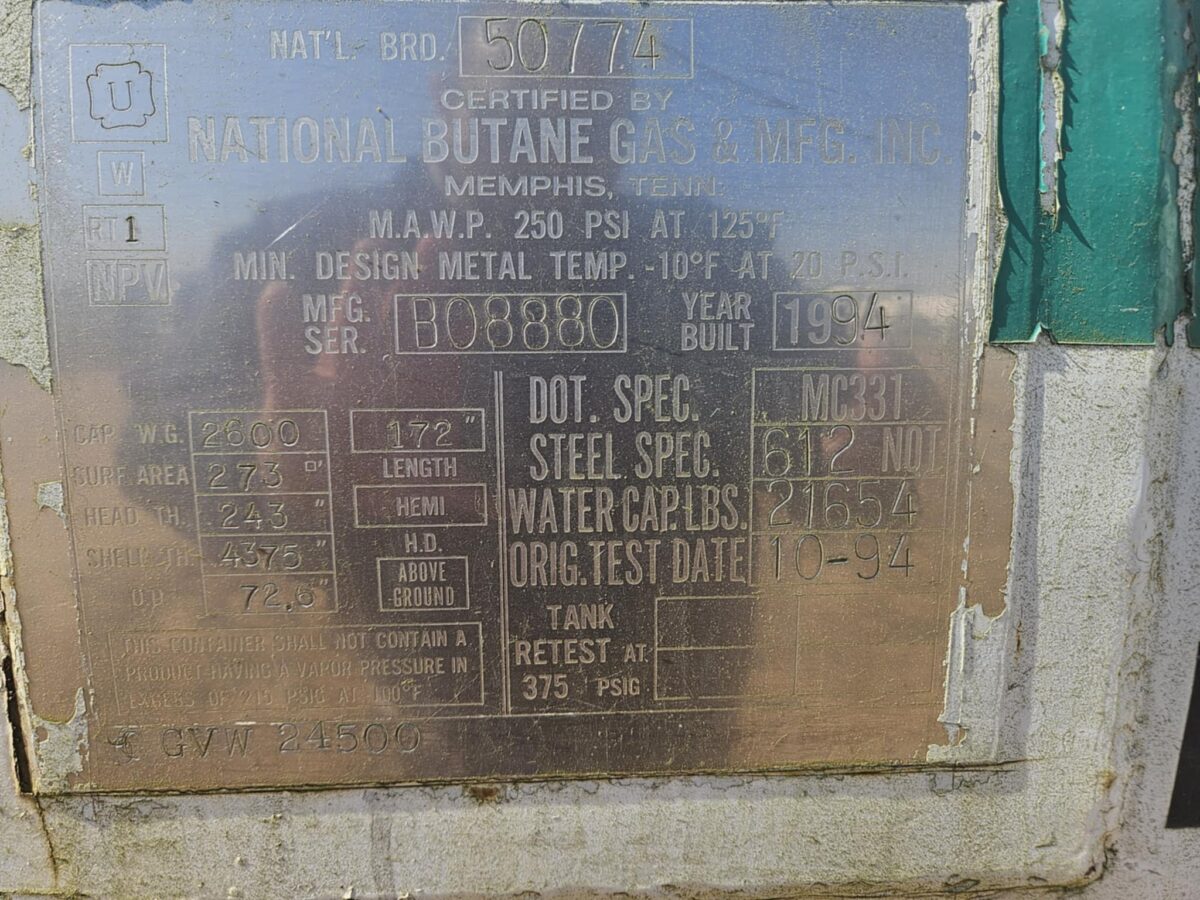 NAT'L. BRD. 50774
U
CERTIFIED BY
NATIONAL BUTANE GAS & MFG. INC.
MEMPHIS, TENN.
W
M.A.W.P. 250 PSI AT 125°F
RT 1
MIN. DESIGN METAL TEMP. -10°F AT 20 P.S.I.
NPV
MFG. SER. B08880 YEAR BUILT 1994
CAP. W.G. 2600
SURF. AREA 273 □'
HEAD TH. 243 "
SHELL TH. 4375 "
O.D. 72.6"
172 "
LENGTH
HEMI
H.D.
ABOVE
GROUND
THIS CONTAINER SHALL NOT CONTAIN A
PRODUCT HAVING A VAPOR PRESSURE IN
EXCESS OF 215 PSIG AT 100°F
DOT. SPEC. MC331
STEEL SPEC. 612 NQT
WATER CAP. LBS. 21654
ORIG. TEST DATE 10-94
TANK
RETEST AT
375 PSIG
GVW 24500